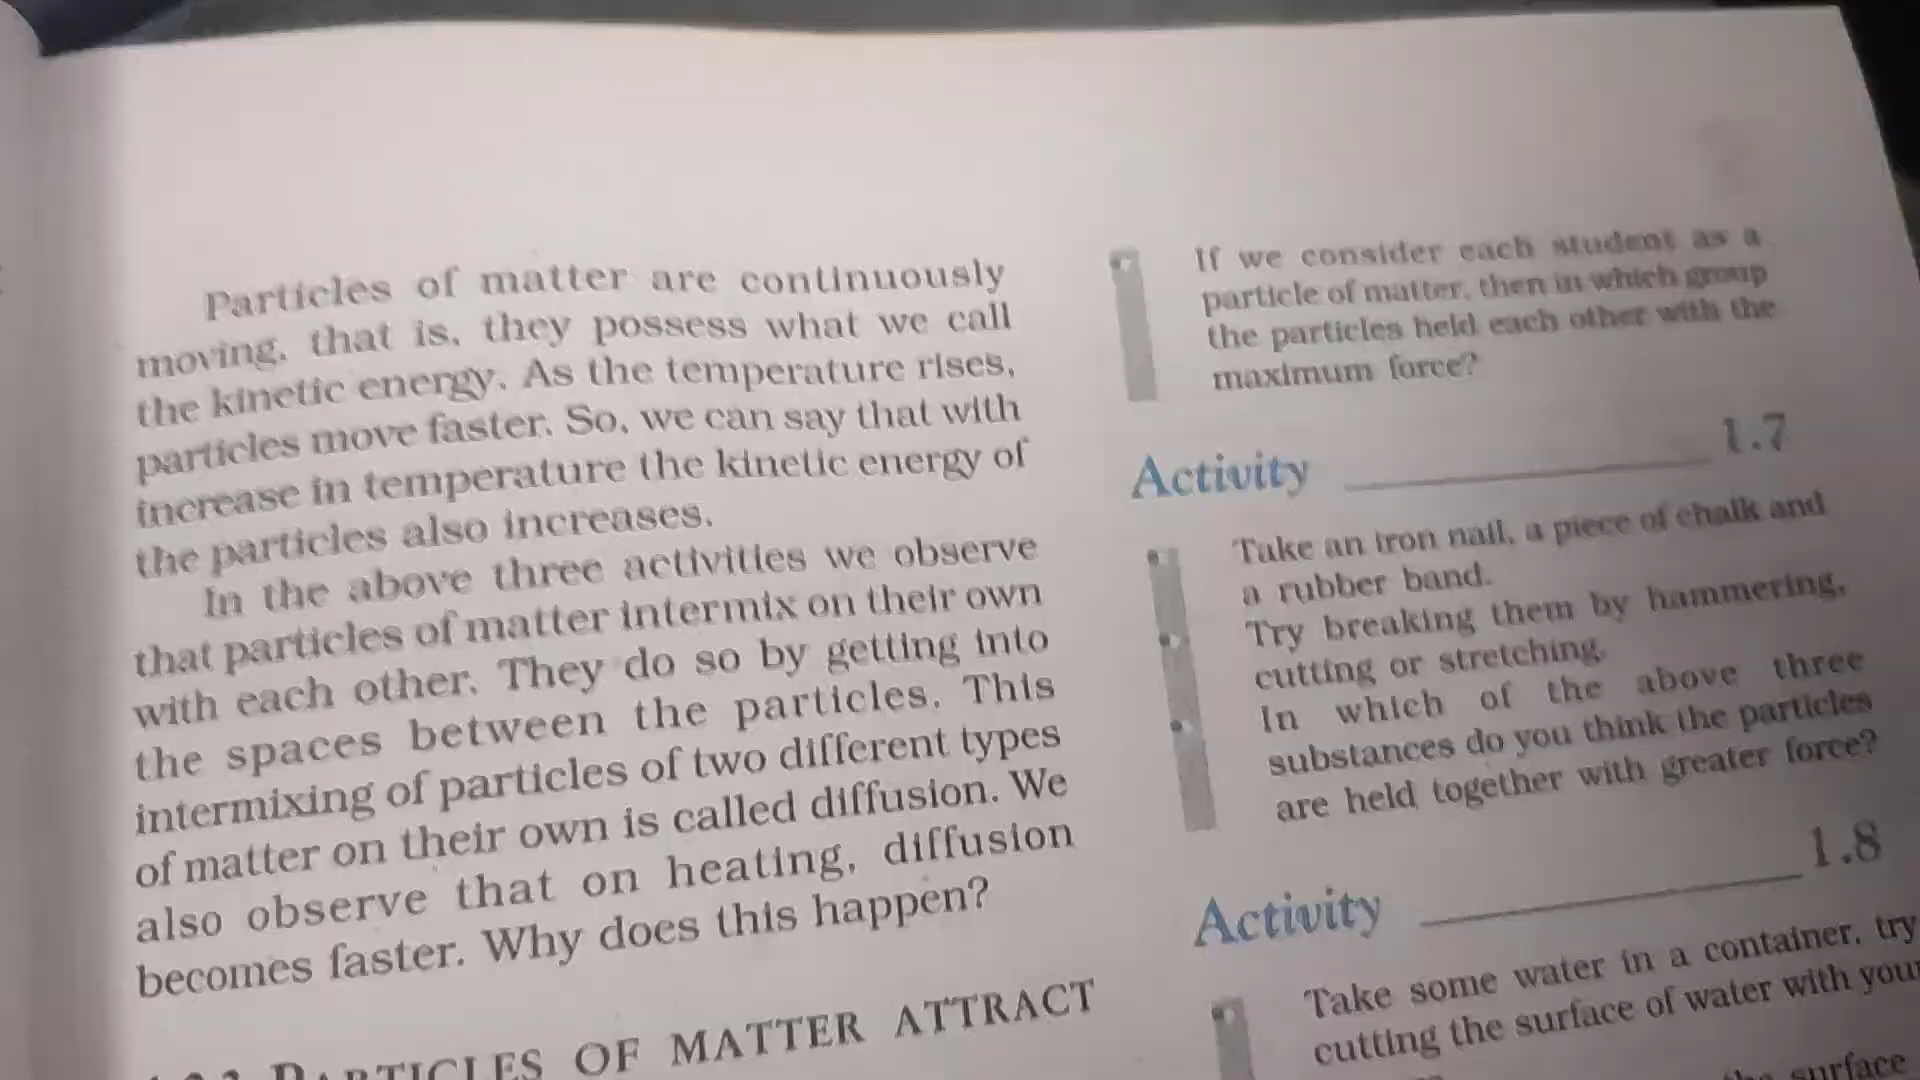 Particles of matter are continuously
moving, that is, they possess what we call
the kinetic energy. As the temperature rises,
particles move faster. So, we can say that with
increase in temperature the kinetic energy of
the particles also increases.
In the above three activities we observe
that particles of matter intermix on their own
with each other. They do so by getting into
the spaces between the particles. This
intermixing of particles of two different types
of matter on their own is called diffusion. We
also observe that on heating, diffusion
becomes faster. Why does this happen?
PARTICLES OF MATTER ATTRACT
If we consider each student as a
particle of matter, then in which group
the particles held each other with the
maximum force?
Activity 1.7
Take an iron nail, a piece of chalk and
a rubber band.
Try breaking them by hammering,
cutting or stretching.
In which of the above three
substances do you think the particles
are held together with greater force?
Activity 1.8
Take some water in a container, try
cutting the surface of water with your
surface